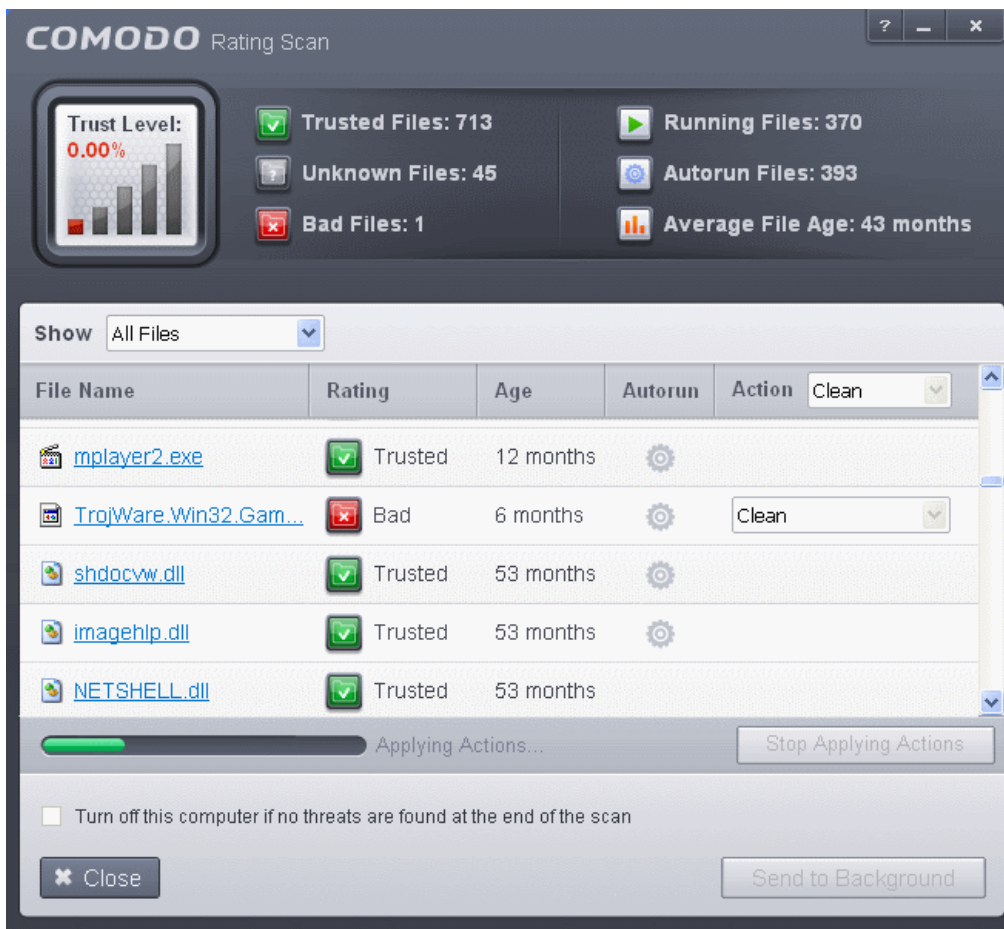 COMODO Rating Scan
? _ x
Trust Level:
0.00%
Trusted Files: 713
Unknown Files: 45
Bad Files: 1
Running Files: 370
Autorun Files: 393
Average File Age: 43 months
Show All Files
File Name Rating Age Autorun Action Clean
mplayer2.exe Trusted 12 months
TrojWare.Win32.Gam... Bad 6 months Clean
shdocvw.dll Trusted 53 months
imagehlp.dll Trusted 53 months
NETSHELL.dll Trusted 53 months
Applying Actions... Stop Applying Actions
Turn off this computer if no threats are found at the end of the scan
Close Send to Background